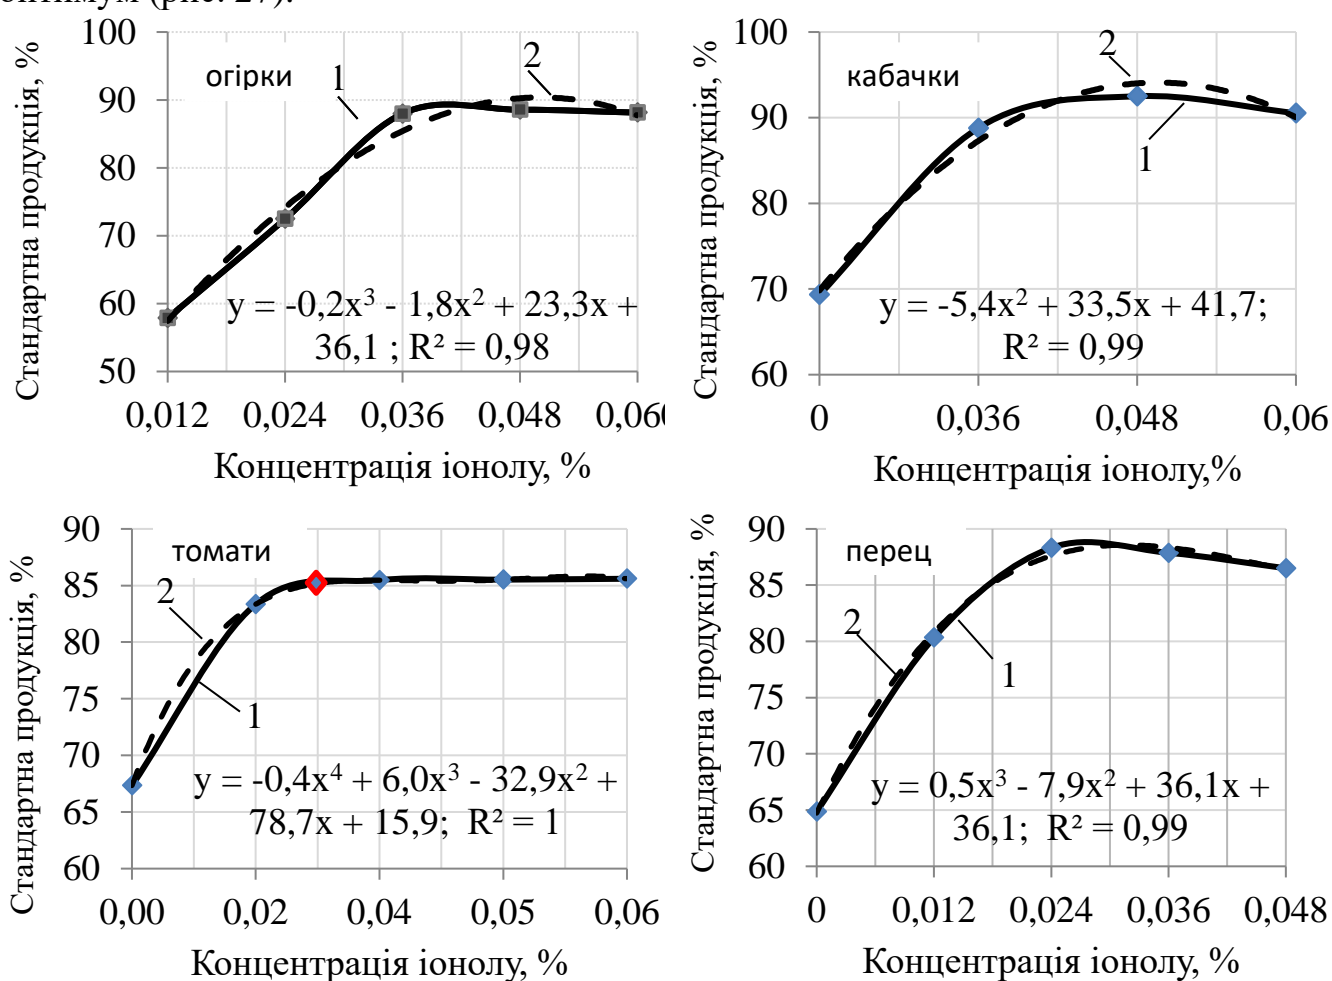 оптимум (рис. 27).
Стандартна продукція, %
100
90
80
70
60
50
огірки
1
2
y = -0,2x³ - 1,8x² + 23,3x +
36,1 ; R² = 0,98
0,012 0,024 0,036 0,048 0,060
Концентрація іонолу, %
Стандартна продукція, %
100
90
80
70
60
кабачки
2
1
y = -5,4x² + 33,5x + 41,7;
R² = 0,99
0 0,036 0,048 0,06
Концентрація іонолу,%
Стандартна продукція, %
90
85
80
75
70
65
60
томати
2
1
y = -0,4x⁴ + 6,0x³ - 32,9x² +
78,7x + 15,9; R² = 1
0,00 0,02 0,04 0,05 0,06
Концентрація іонолу, %
Стандартна продукція, %
90
85
80
75
70
65
60
перец
2
1
y = 0,5x³ - 7,9x² + 36,1x +
36,1; R² = 0,99
0 0,012 0,024 0,036 0,048
Концентрація іонолу, %